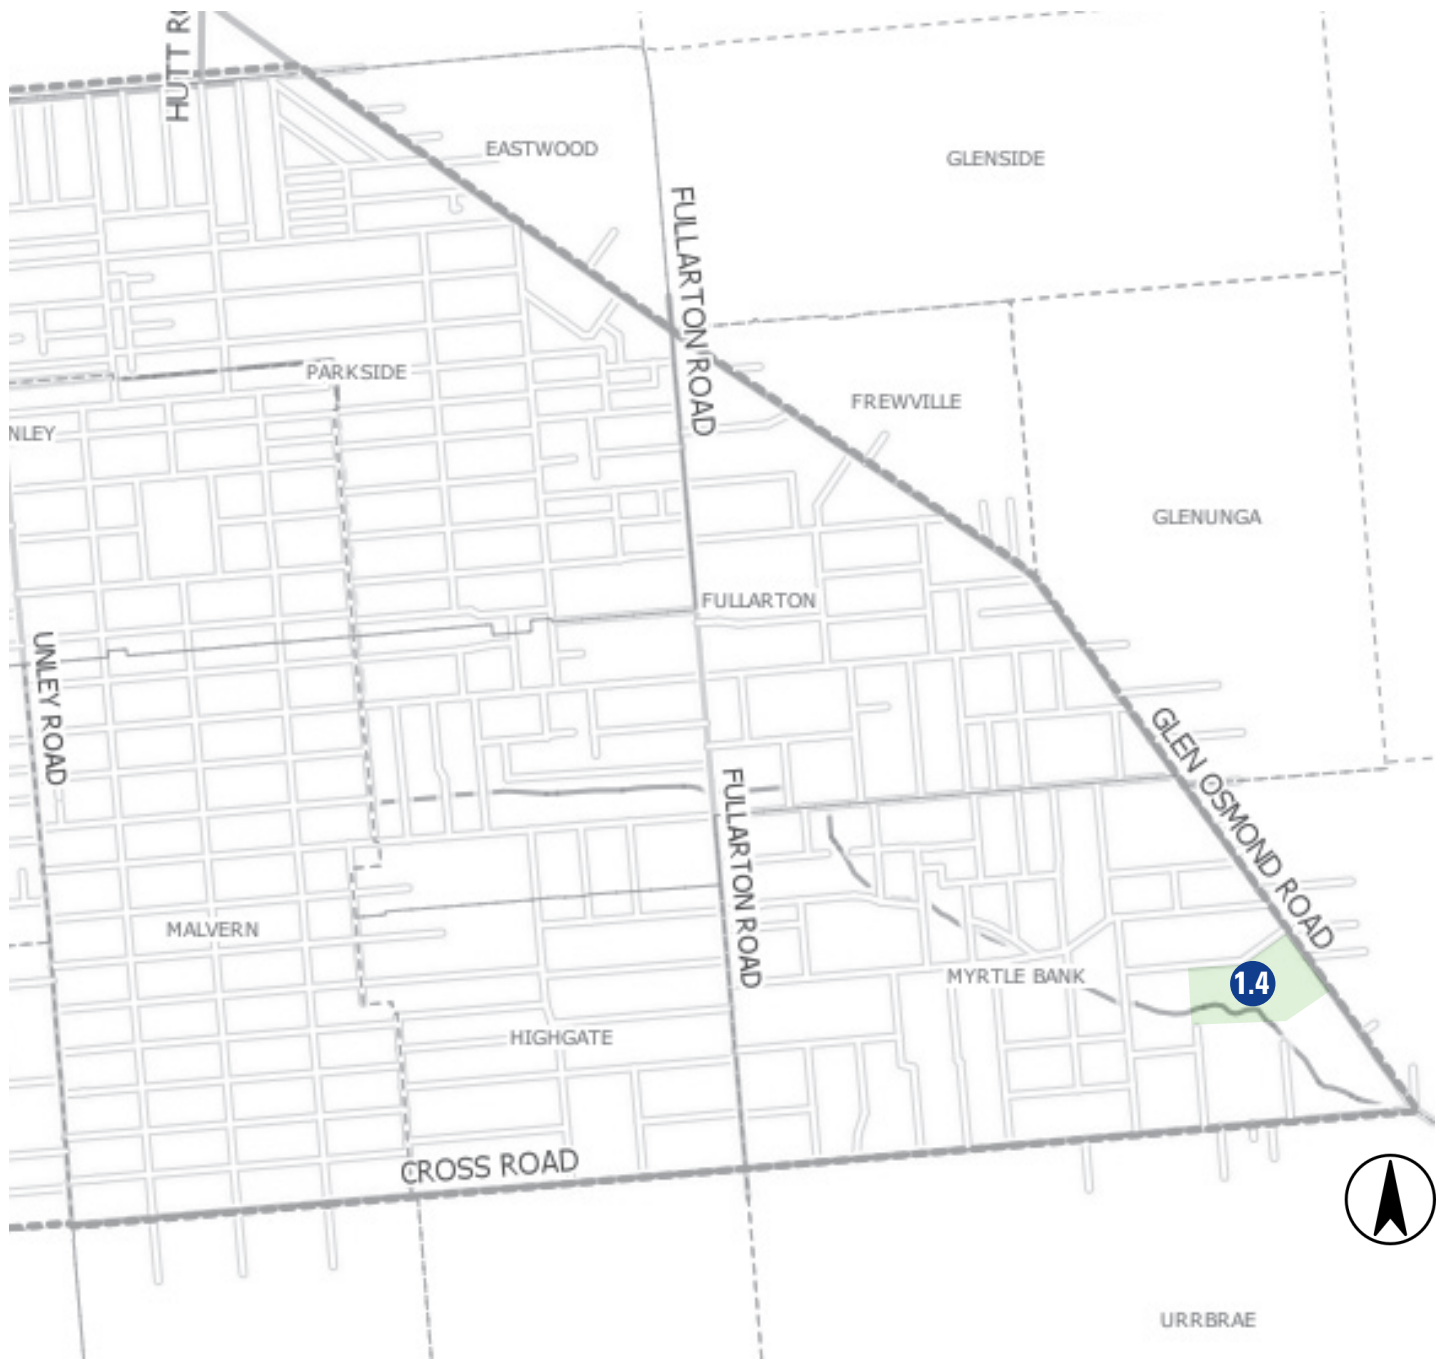 HUTT R
EASTWOOD
GLENSIDE
FULLARTON ROAD
PARKSIDE
FREWVILLE
NLEY
GLENUNGA
FULLARTON
UNLEY ROAD
GLEN OSMOND ROAD
FULLARTON ROAD
MALVERN
MYRTLE BANK
1.4
HIGHGATE
CROSS ROAD
URRBRAE